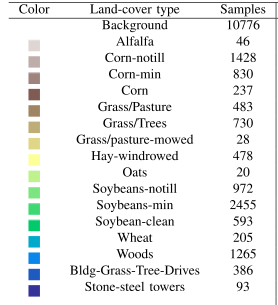 Color Land-cover type Samples
Background 10776
Alfalfa 46
Corn-notill 1428
Corn-min 830
Corn 237
Grass/Pasture 483
Grass/Trees 730
Grass/pasture-mowed 28
Hay-windrowed 478
Oats 20
Soybeans-notill 972
Soybeans-min 2455
Soybean-clean 593
Wheat 205
Woods 1265
Bldg-Grass-Tree-Drives 386
Stone-steel towers 93